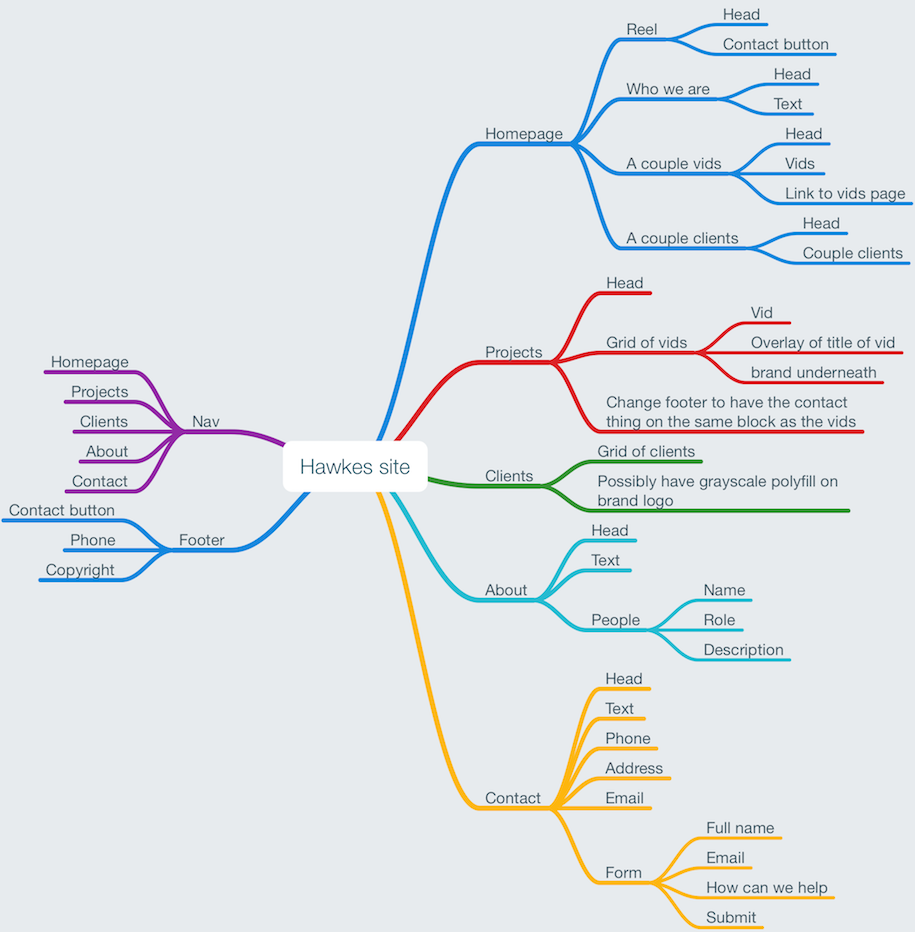 Hawkes site
Homepage
Reel
Head
Contact button
Who we are
Head
Text
A couple vids
Head
Vids
Link to vids page
A couple clients
Head
Couple clients
Projects
Head
Grid of vids
Vid
Overlay of title of vid
brand underneath
Change footer to have the contact
thing on the same block as the vids
Clients
Grid of clients
Possibly have grayscale polyfill on
brand logo
About
Head
Text
People
Name
Role
Description
Contact
Head
Text
Phone
Address
Email
Form
Full name
Email
How can we help
Submit
Nav
Homepage
Projects
Clients
About
Contact
Footer
Contact button
Phone
Copyright